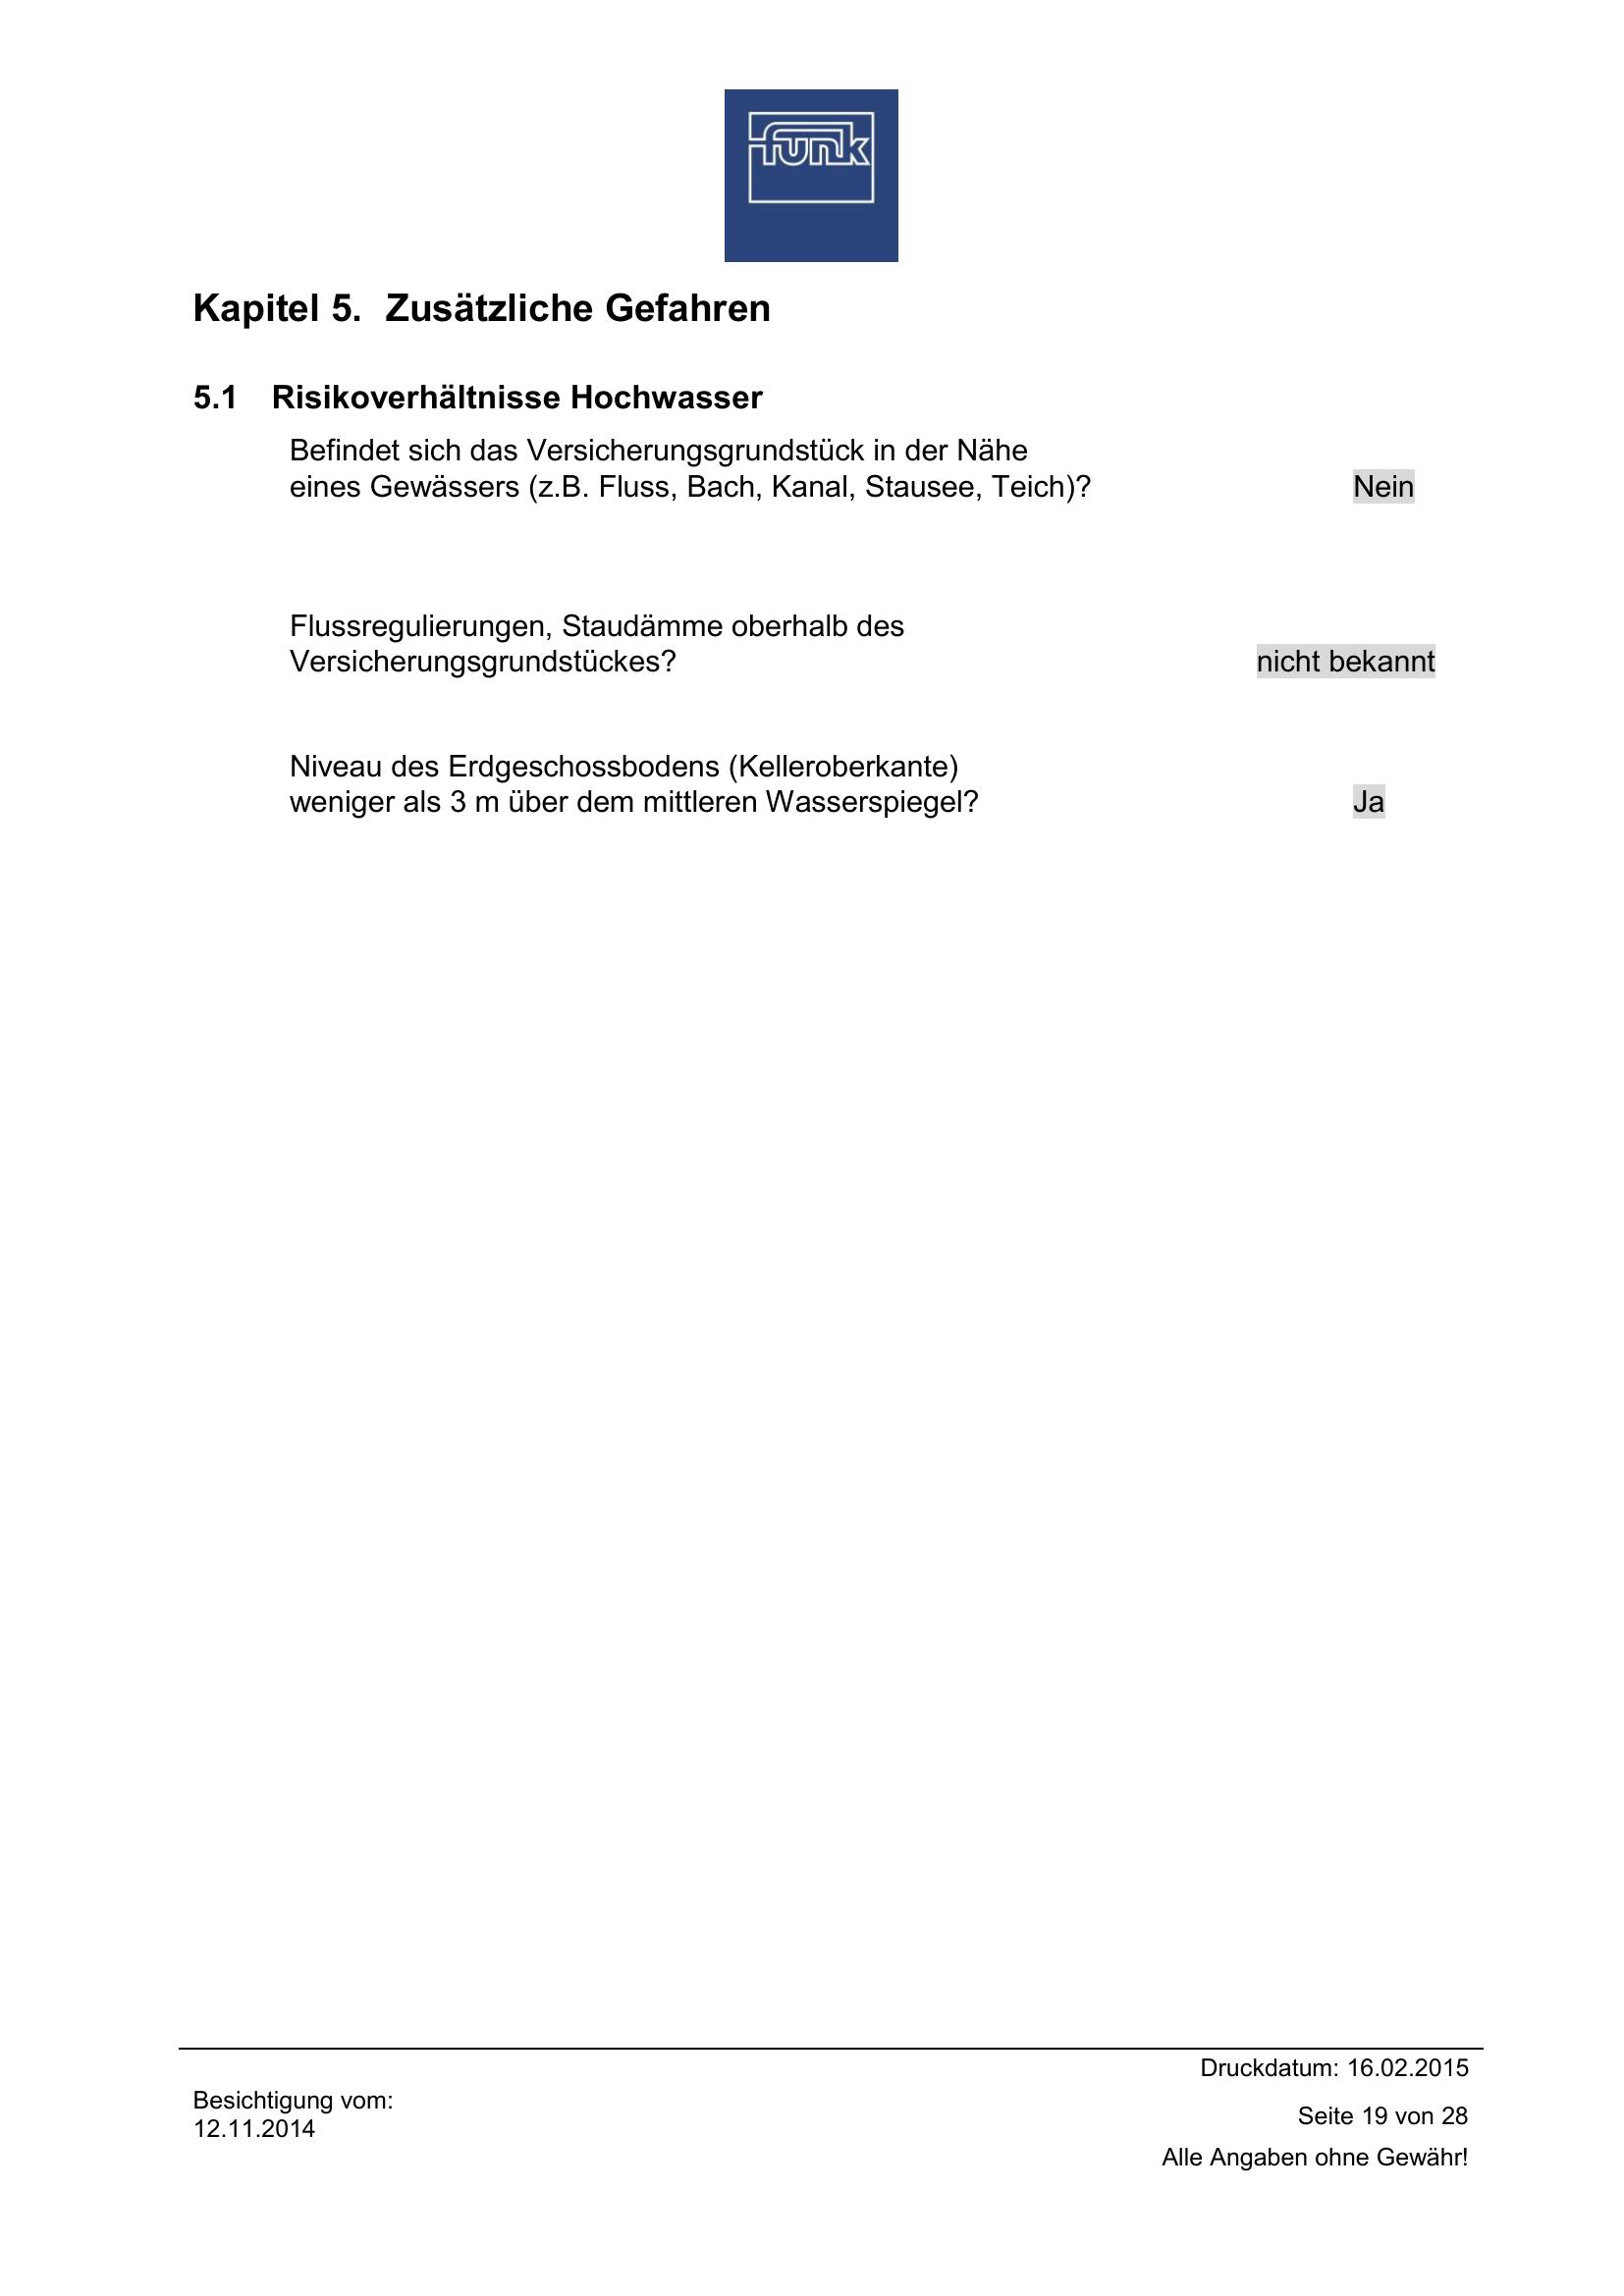 funk
Kapitel 5. Zusätzliche Gefahren
5.1 Risikoverhältnisse Hochwasser
Befindet sich das Versicherungsgrundstück in der Nähe
eines Gewässers (z.B. Fluss, Bach, Kanal, Stausee, Teich)? Nein
Flussregulierungen, Staudämme oberhalb des
Versicherungsgrundstückes? nicht bekannt
Niveau des Erdgeschossbodens (Kelleroberkante)
weniger als 3 m über dem mittleren Wasserspiegel? Ja
Druckdatum: 16.02.2015
Besichtigung vom:
12.11.2014
Seite 19 von 28
Alle Angaben ohne Gewähr!